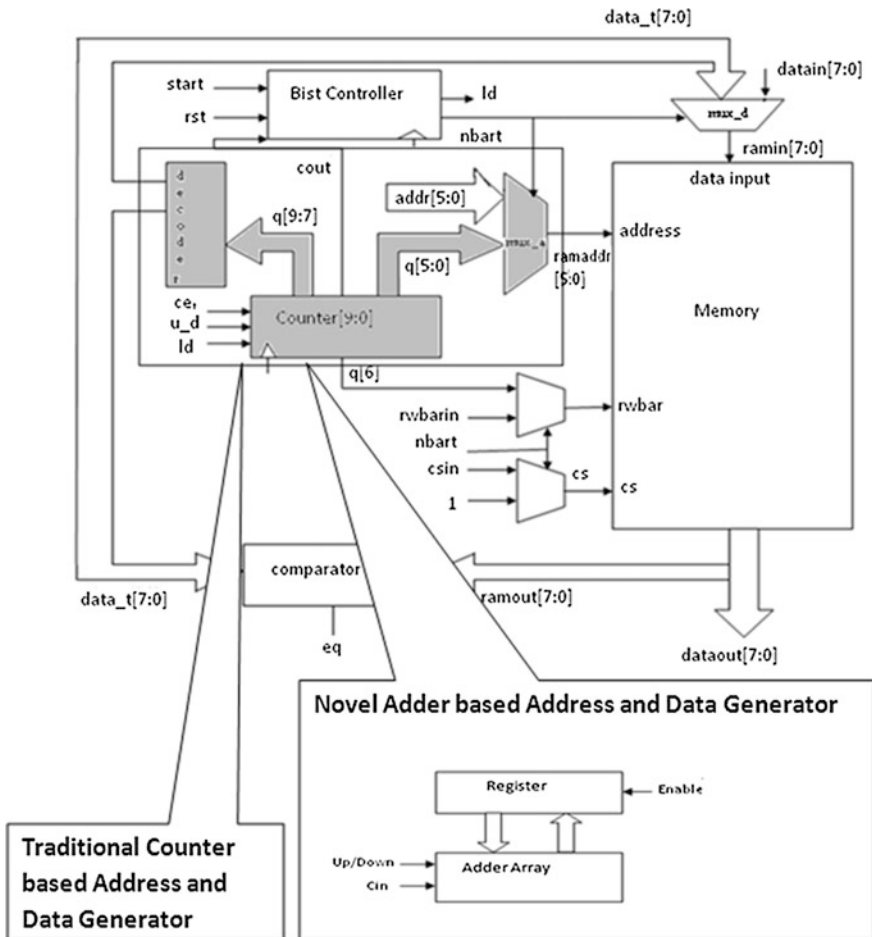 data_t[7:0]
start
Bist Controller
ld
datain[7:0]
mux_d
rst
nbart
ramin[7:0]
cout
data input
decoder
q[9:7]
addr[5:0]
mux_a
address
q[5:0]
ramaddr
[5:0]
Counter[9:0]
Memory
u_d
ld
q[6]
rwbarin
rwbar
nbart
csin
cs
cs
1
comparator
data_t[7:0]
ramout[7:0]
eq
dataout[7:0]
Novel Adder based Address and Data Generator
Register
Enable
Traditional Counter
based Address and
Data Generator
Up/Down
Adder Array
Cin